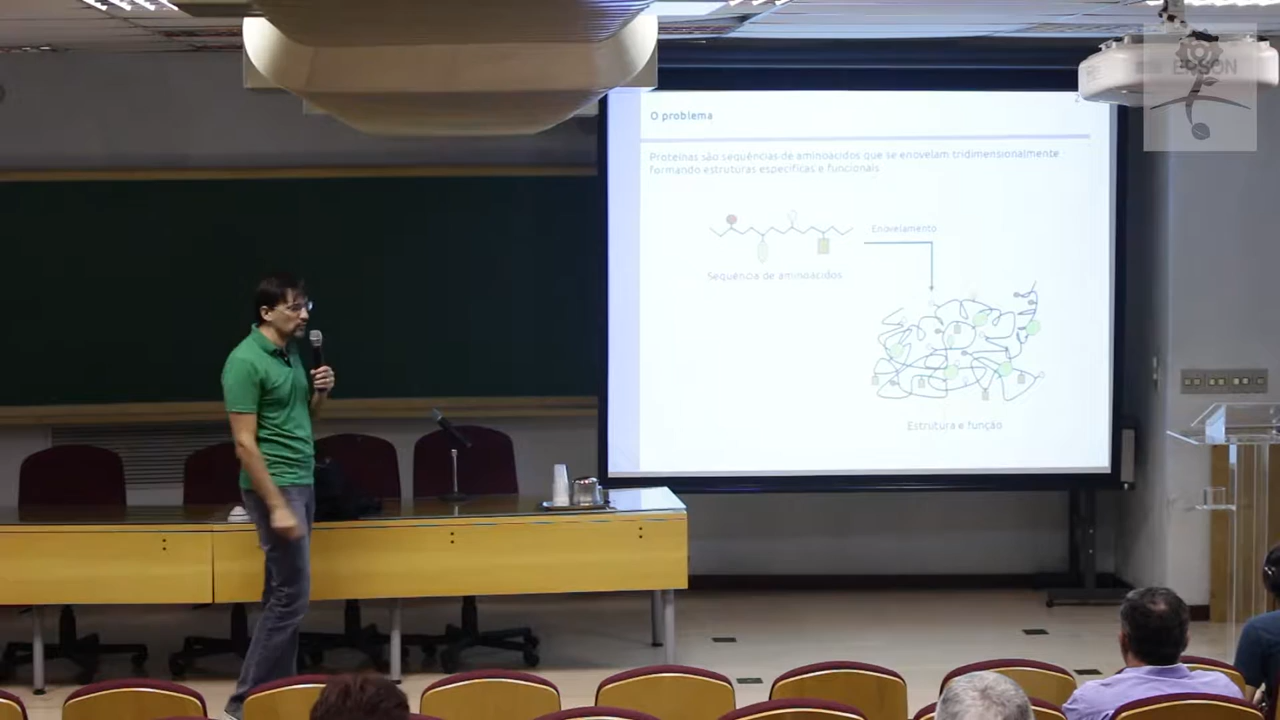 O problema
Proteínas são sequências de aminoácidos que se enovelam tridimensionalmente
formando estruturas específicas e funcionais
Enovelamento
Sequência de aminoácidos
Estrutura e função
EPSON